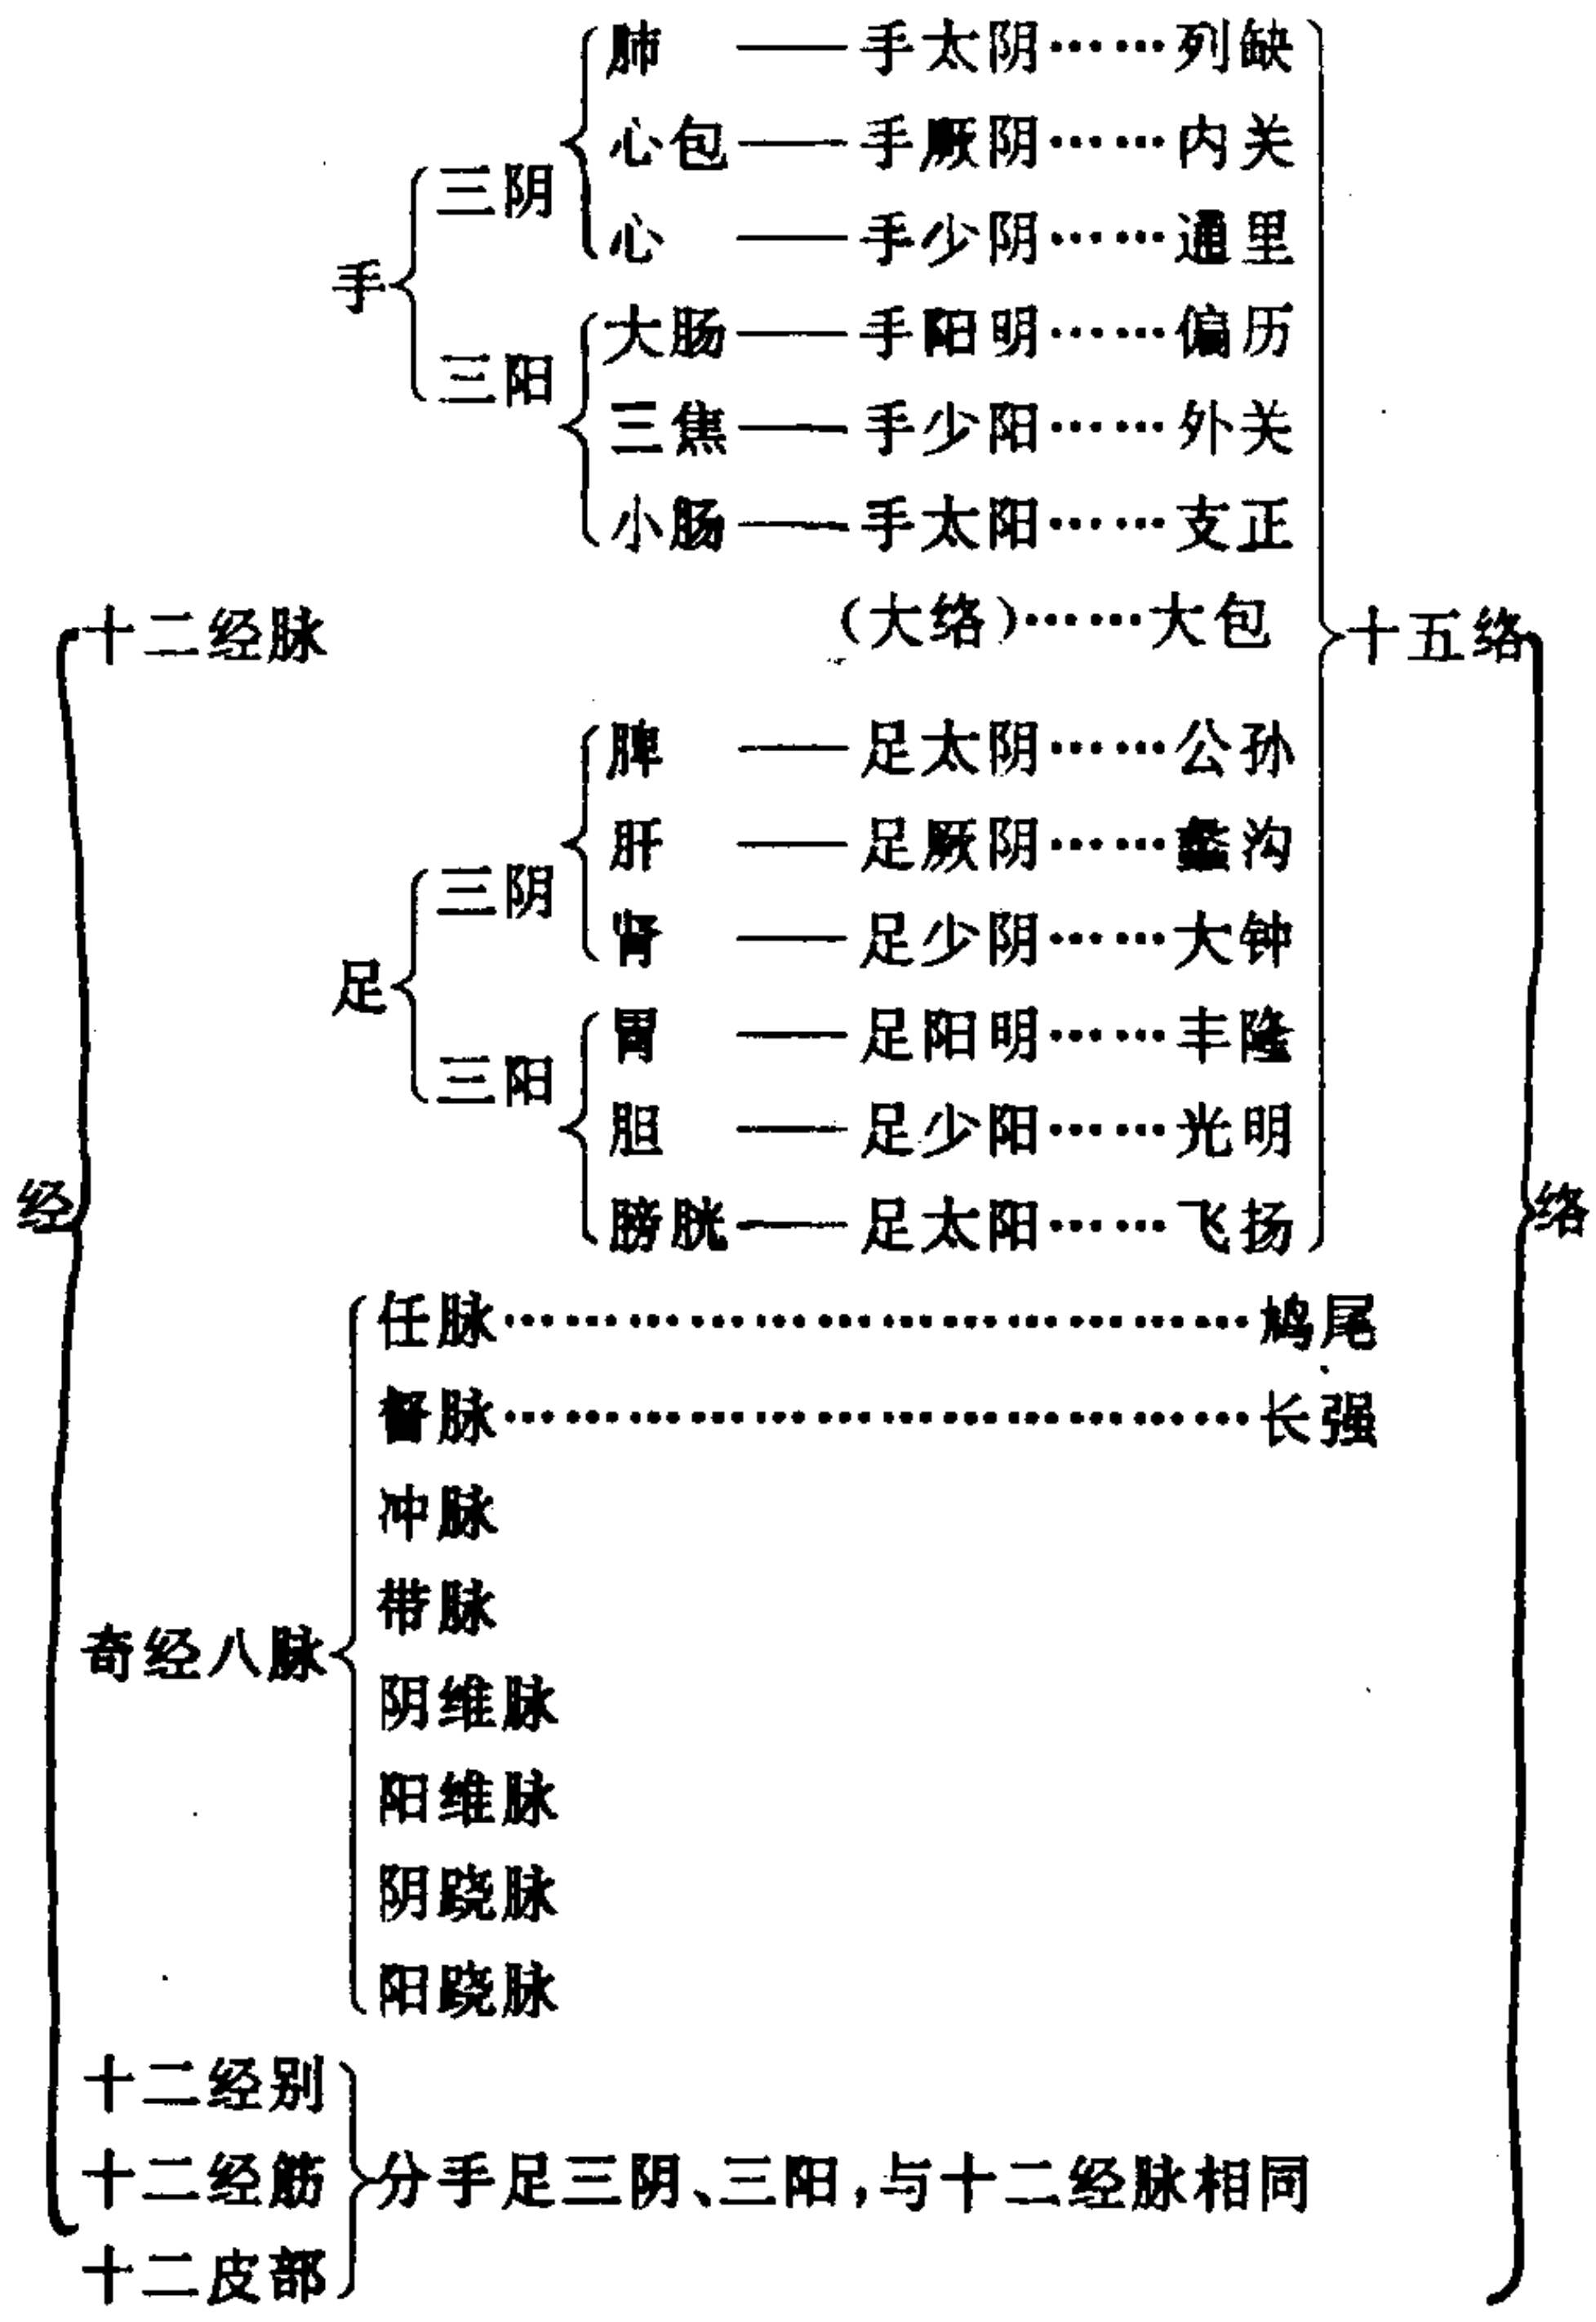 肺——手太阴……列缺
心包——手厥阴……内关
三阴
心——手少阴……通里
手
大肠——手阳明……偏历
三阳
三焦——手少阳……外关
小肠——手太阳……支正
十二经脉
(大络)……大包
十五络
脾——足太阴……公孙
肝——足厥阴……蠡沟
三阴
肾——足少阴……大钟
足
胃——足阳明……丰隆
三阳
胆——足少阳……光明
经
膀胱——足太阳……飞扬
络
任脉……鸠尾
督脉……长强
冲脉
带脉
奇经八脉
阴维脉
阳维脉
阴跷脉
阳跷脉
十二经别
十二经筋
分手足三阴、三阳,与十二经脉相同
十二皮部